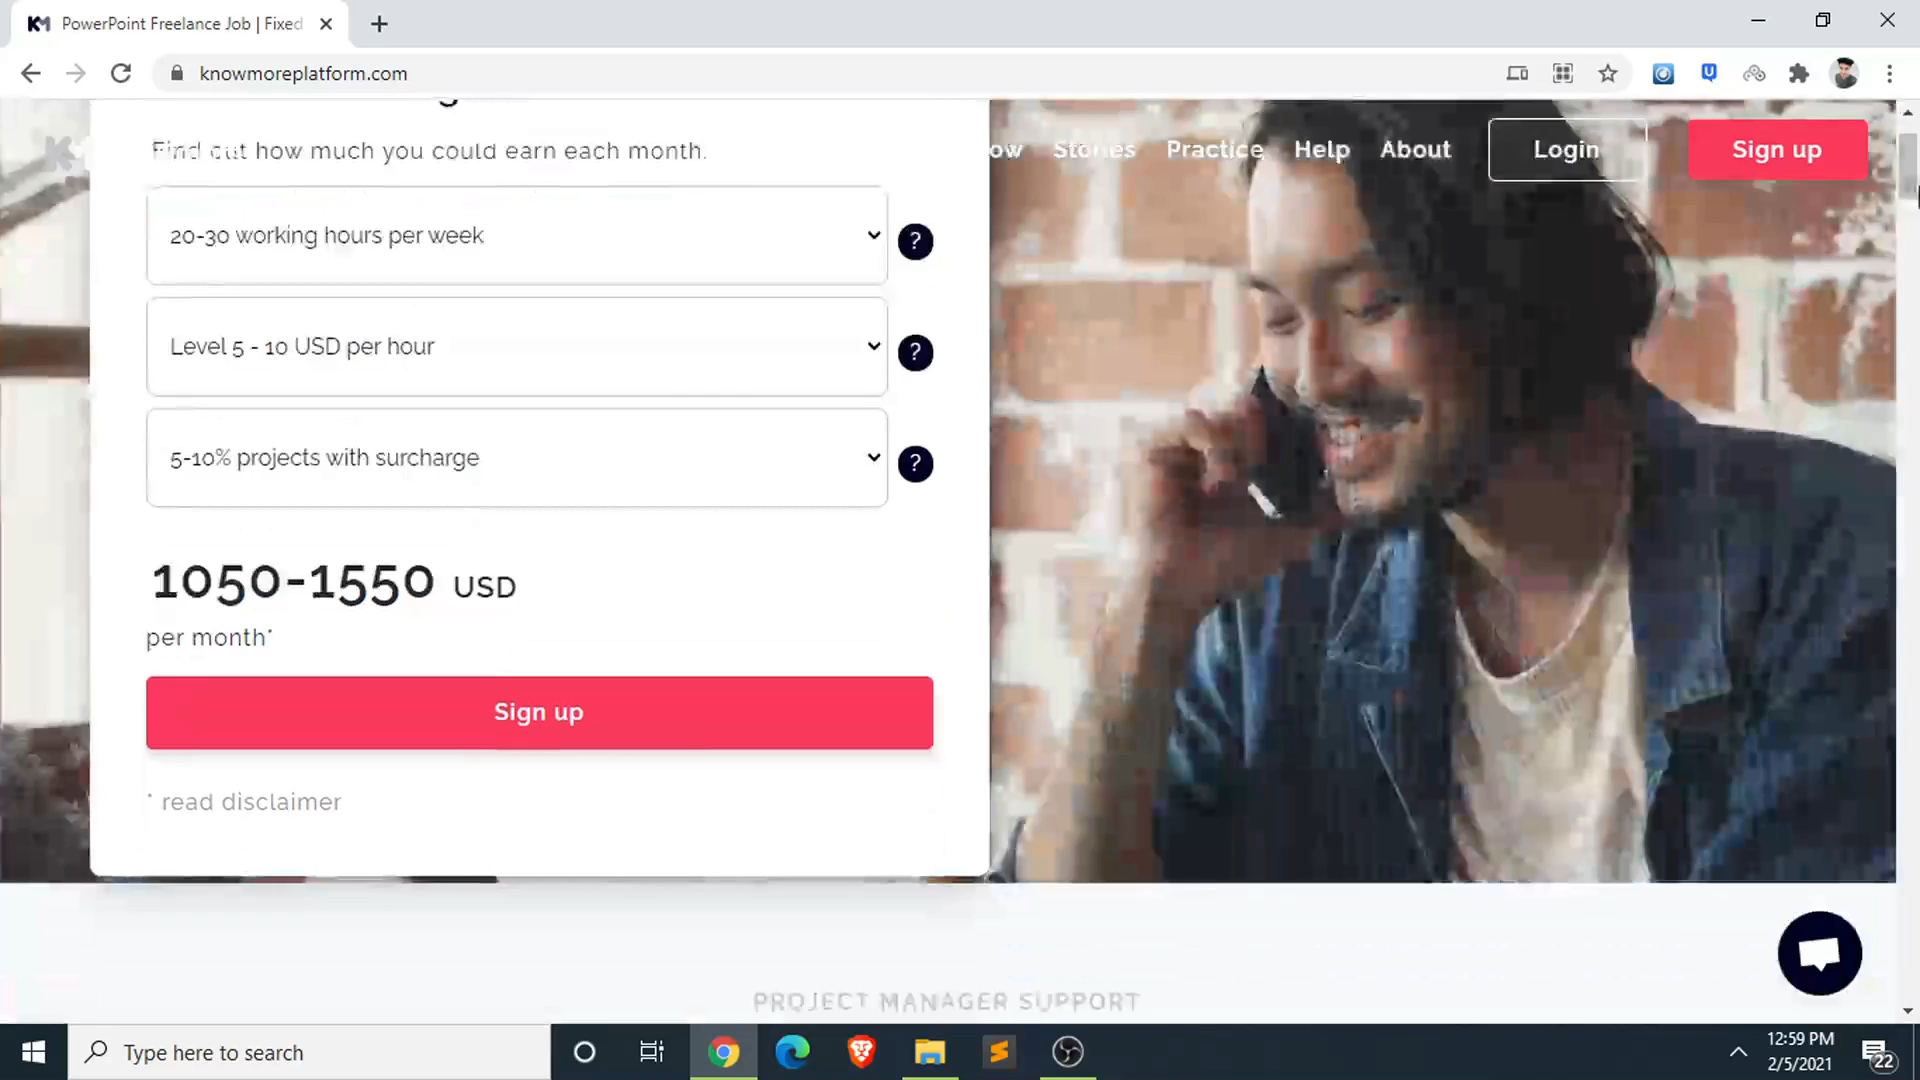 PowerPoint Freelance Job | Fixed
knowmoreplatform.com
Find out how much you could earn each month.
ow Stories Practice Help About Login Sign up
20-30 working hours per week
?
Level 5 - 10 USD per hour
?
5-10% projects with surcharge
?
1050-1550 USD
per month*
Sign up
* read disclaimer
PROJECT MANAGER SUPPORT
Type here to search
12:59 PM
2/5/2021
22